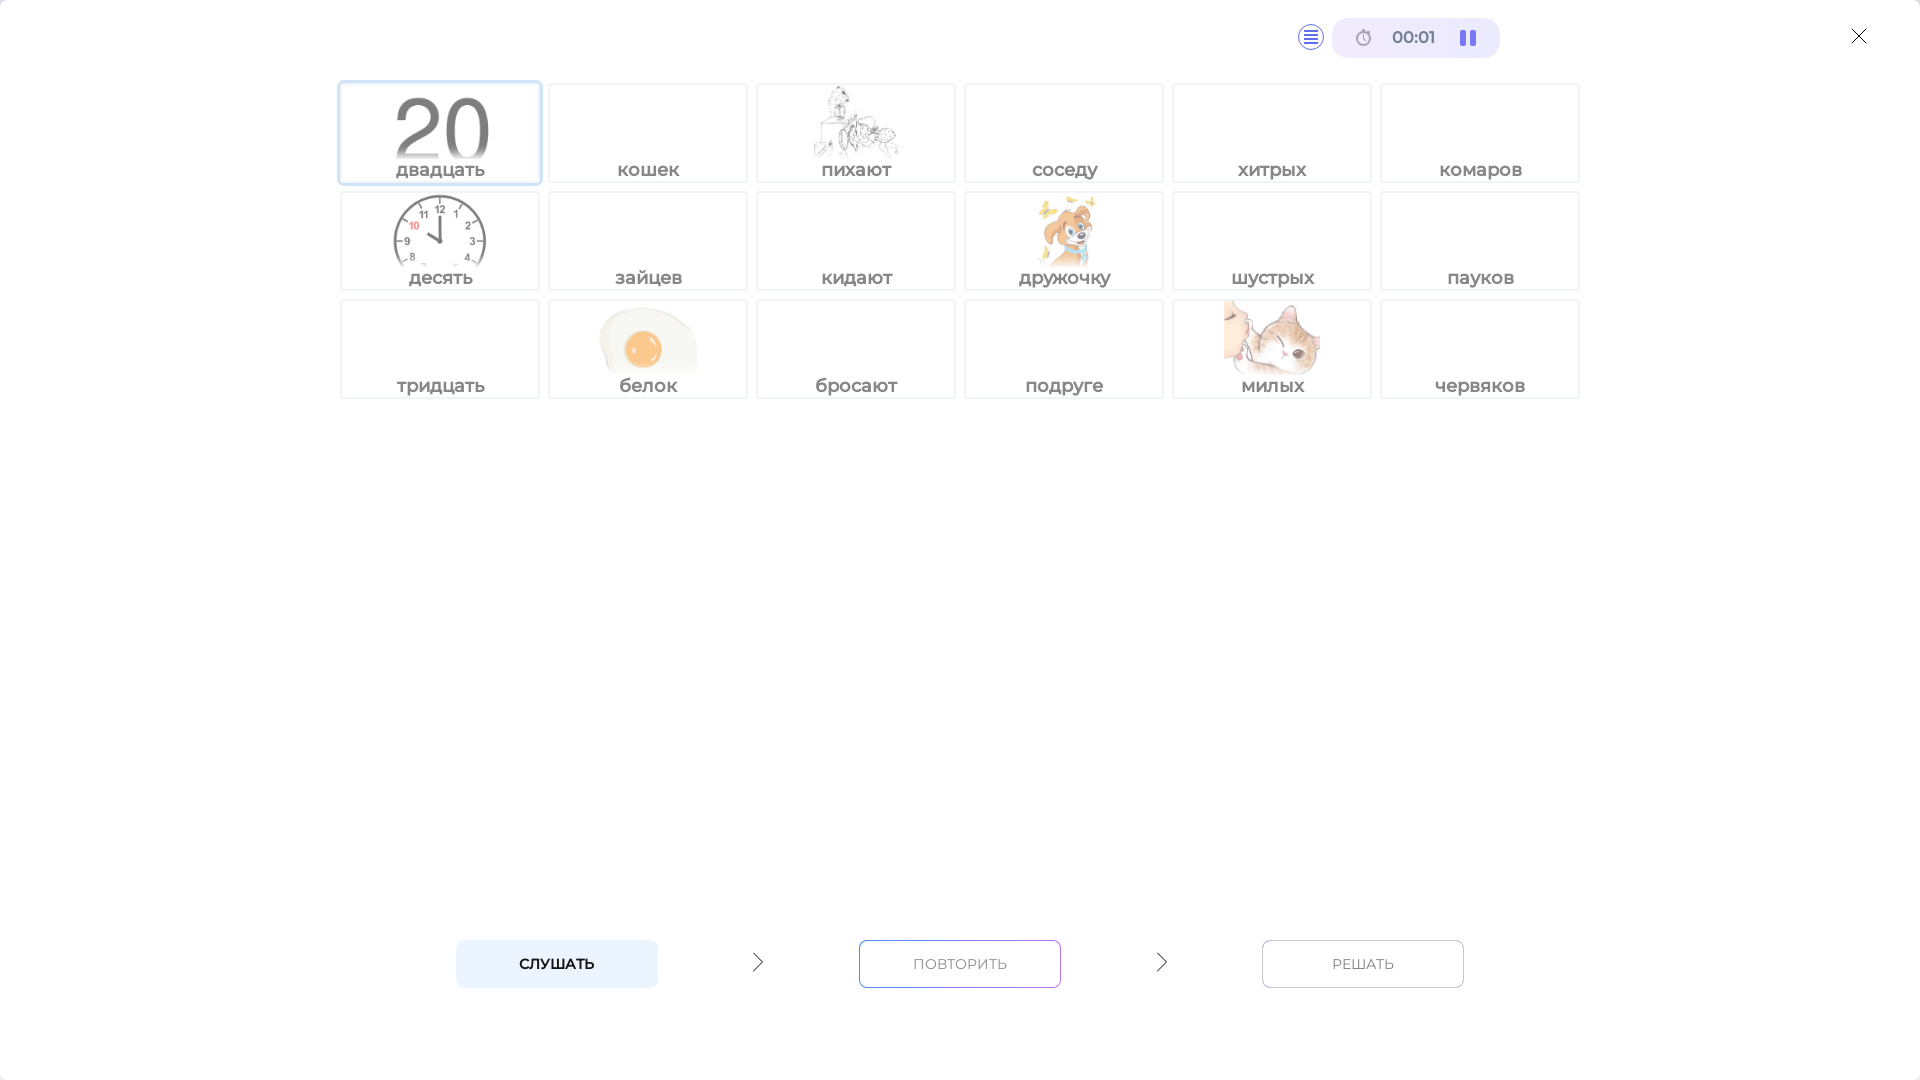 00:01
20
двадцать
кошек
пихают
соседу
хитрых
комаров
12
11
1
10
2
9
3
8
4
десять
зайцев
кидают
дружочку
шустрых
пауков
тридцать
белок
бросают
подруге
милых
червяков
СЛУШАТЬ
ПОВТОРИТЬ
РЕШАТЬ